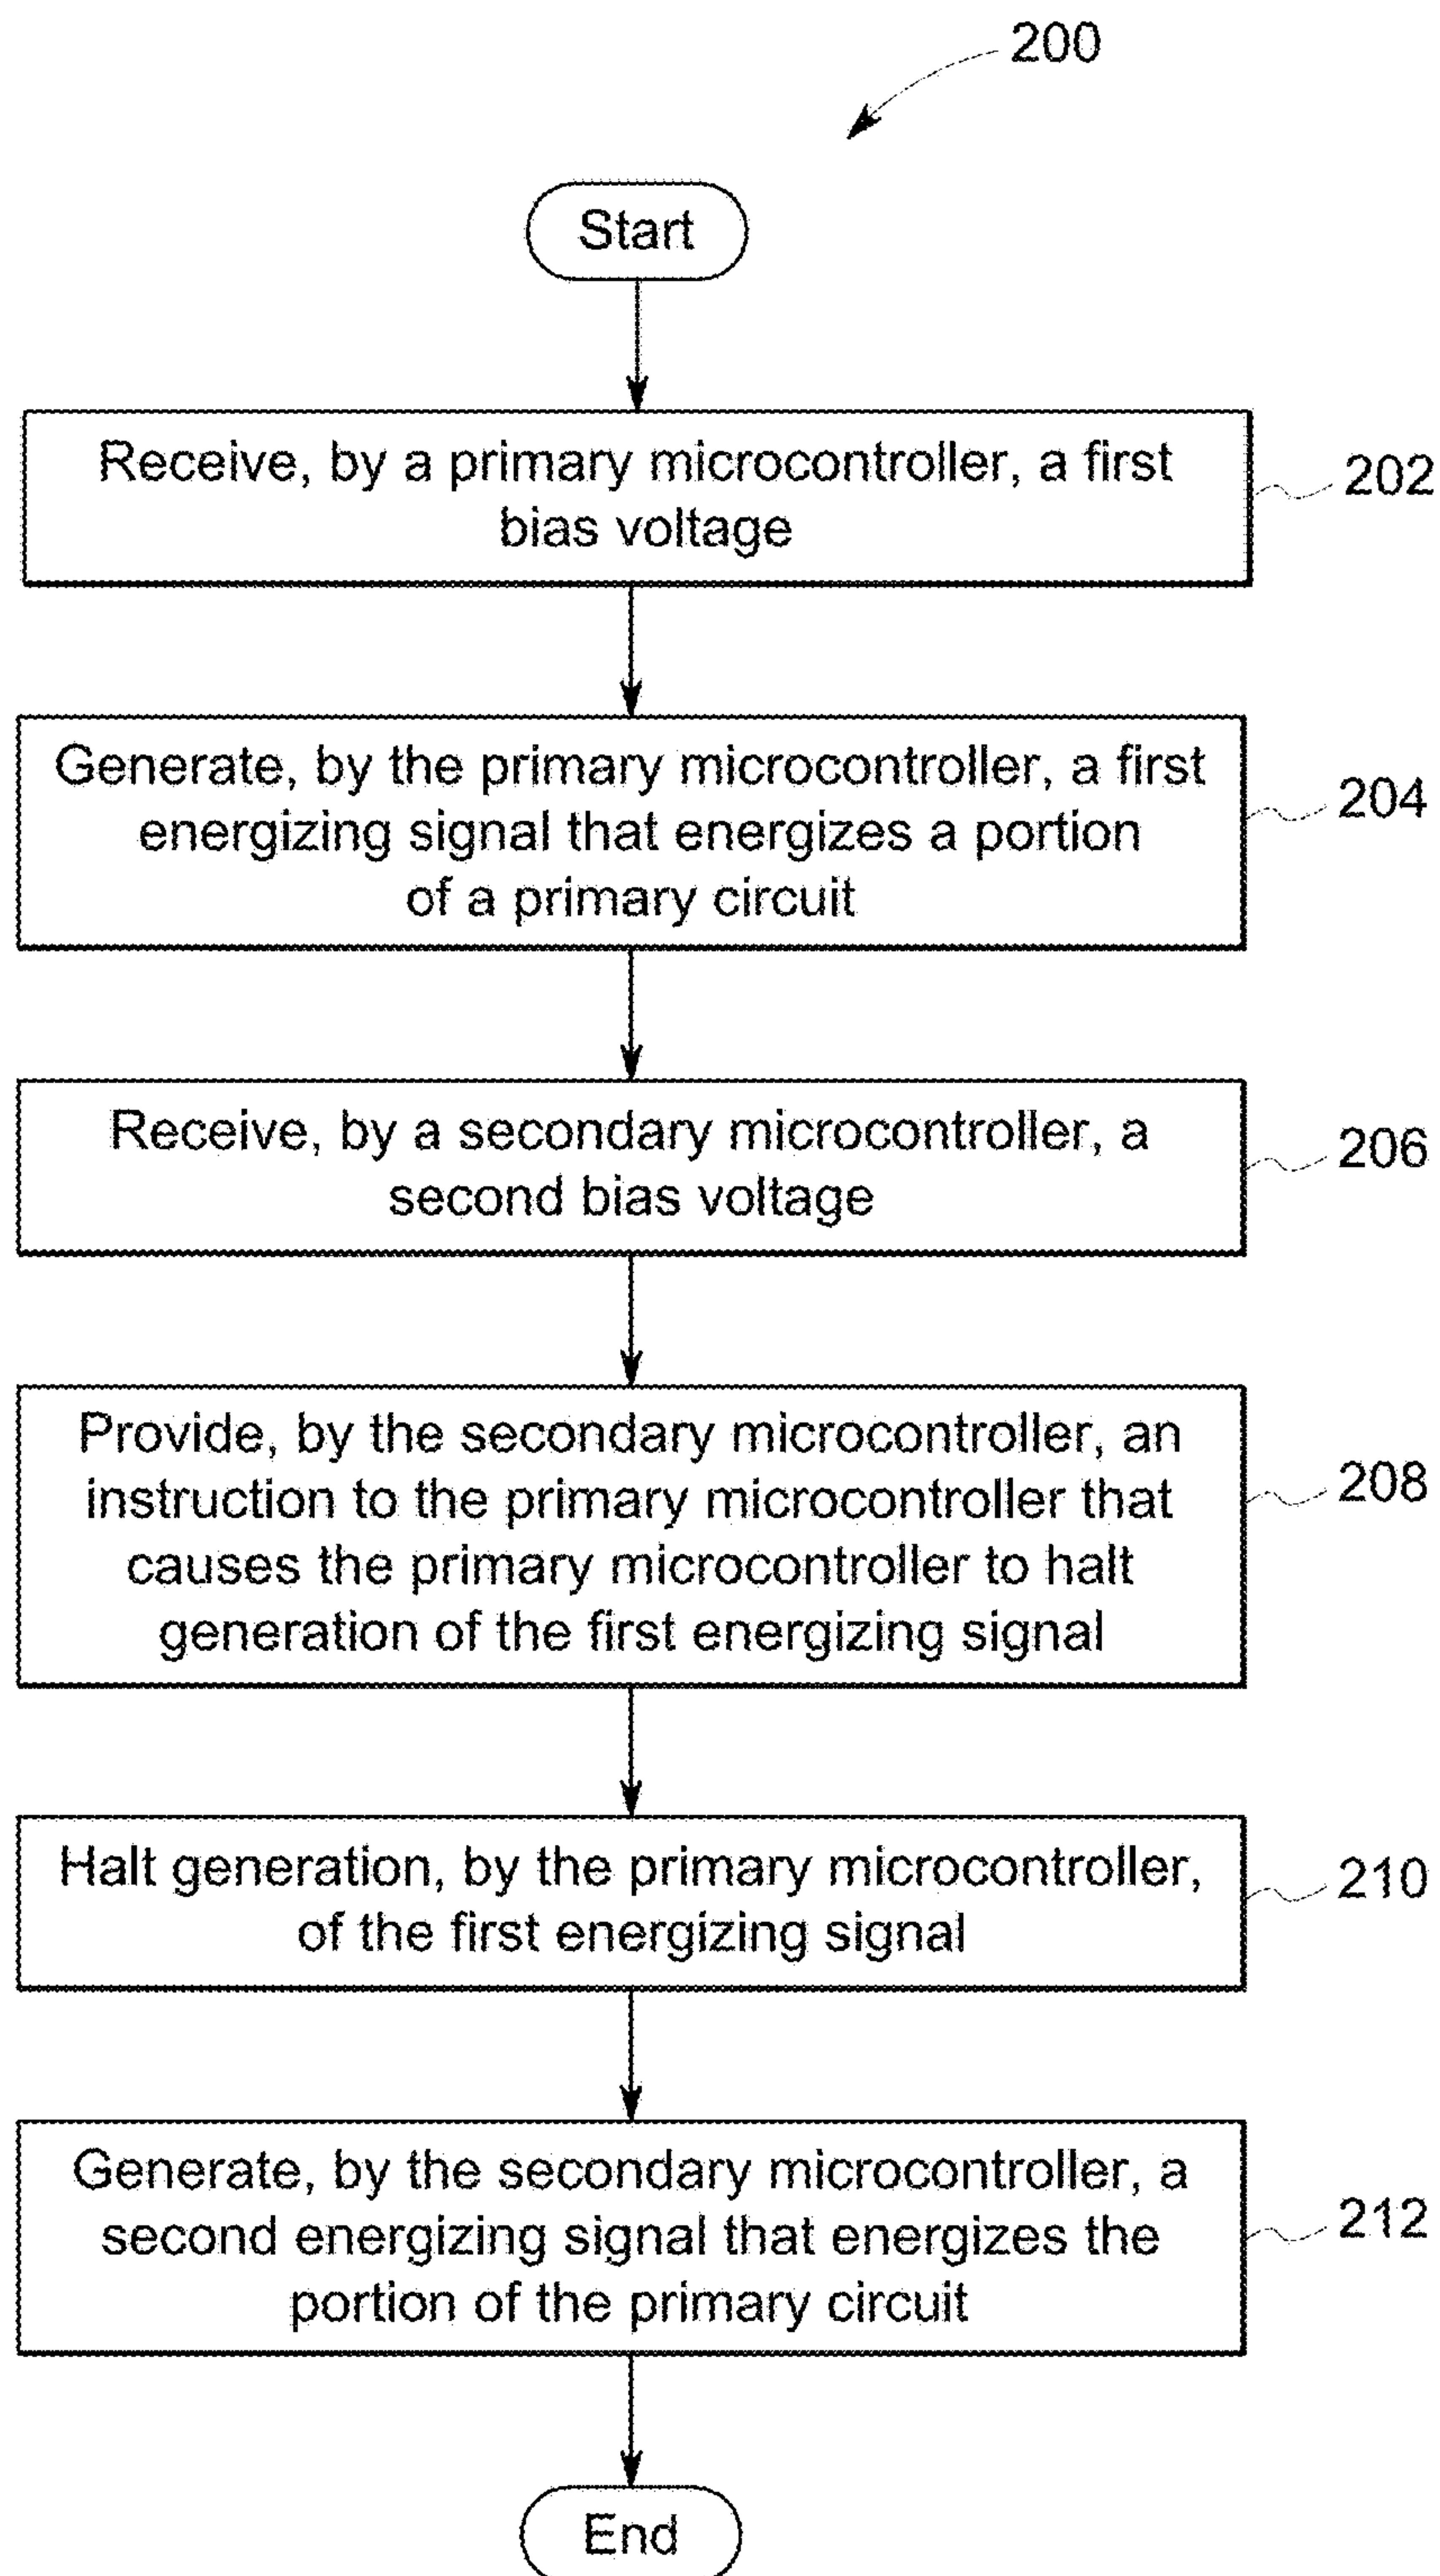 200
Start
Receive, by a primary microcontroller, a first
bias voltage
202
Generate, by the primary microcontroller, a first
energizing signal that energizes a portion
of a primary circuit
204
Receive, by a secondary microcontroller, a
second bias voltage
206
Provide, by the secondary microcontroller, an
instruction to the primary microcontroller that
causes the primary microcontroller to halt
generation of the first energizing signal
208
Halt generation, by the primary microcontroller,
of the first energizing signal
210
Generate, by the secondary microcontroller, a
second energizing signal that energizes the
portion of the primary circuit
212
End